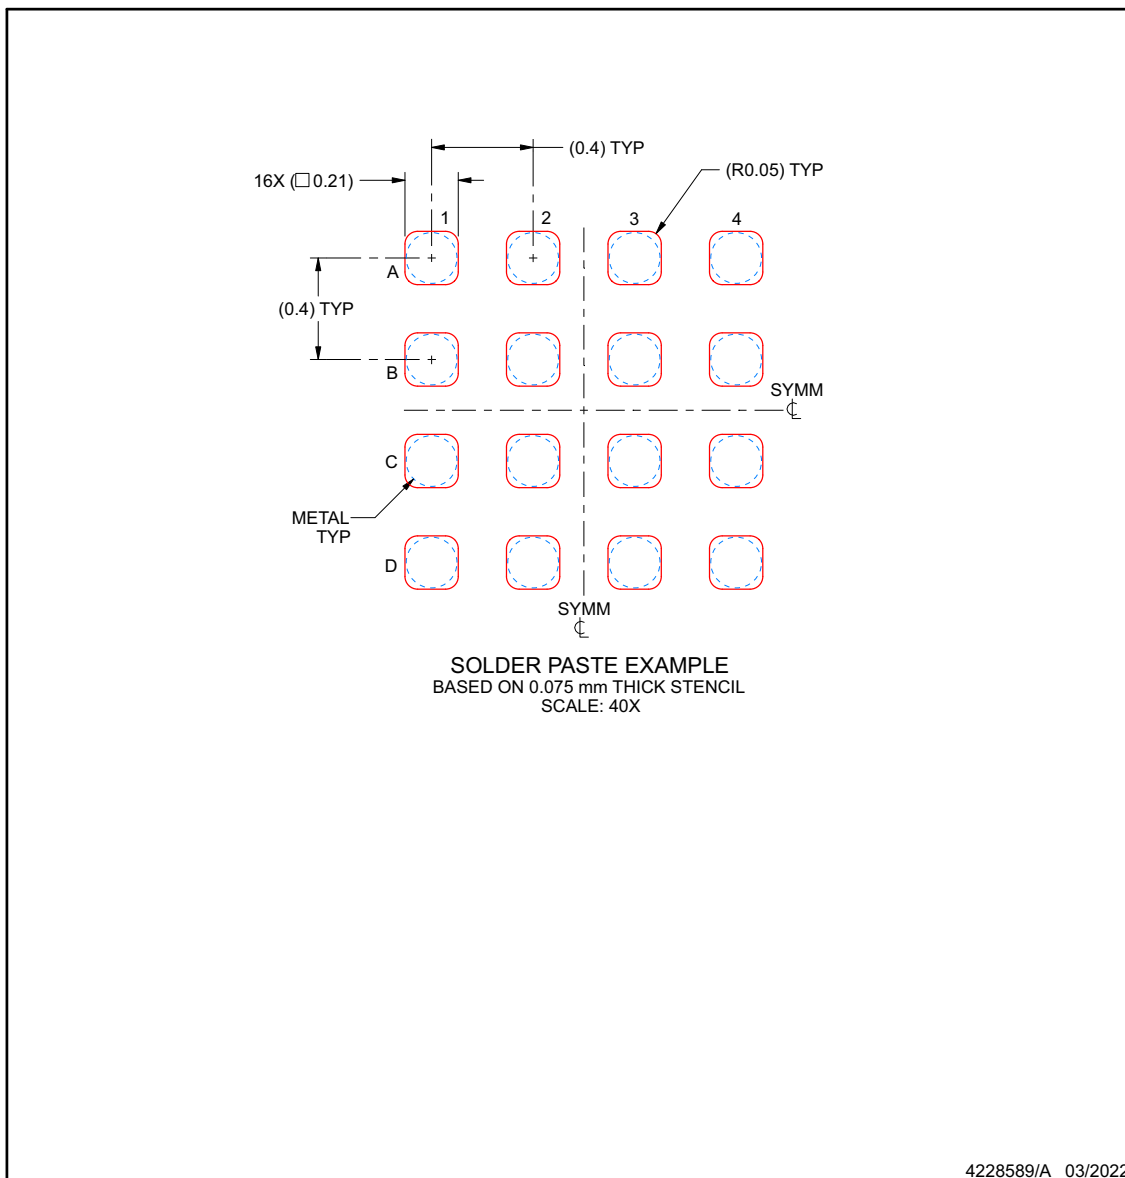 (0.4) TYP
16X (□ 0.21)
(R0.05) TYP
1 2 3 4
A
(0.4) TYP
B
SYMM
℄
C
METAL
TYP
D
SYMM
℄
SOLDER PASTE EXAMPLE
BASED ON 0.075 mm THICK STENCIL
SCALE: 40X
4228589/A 03/2022